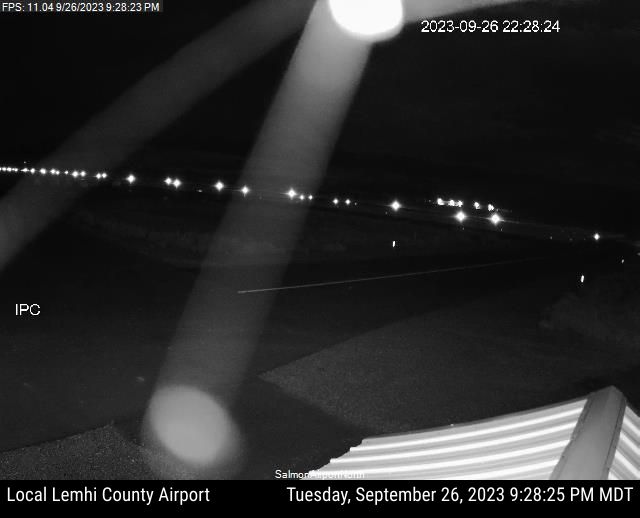 FPS: 11.04 9/26/2023 9:28:23 PM
2023-09-26 22:28:24
IPC
SalmonAirportNorth
Local Lemhi County Airport Tuesday, September 26, 2023 9:28:25 PM MDT